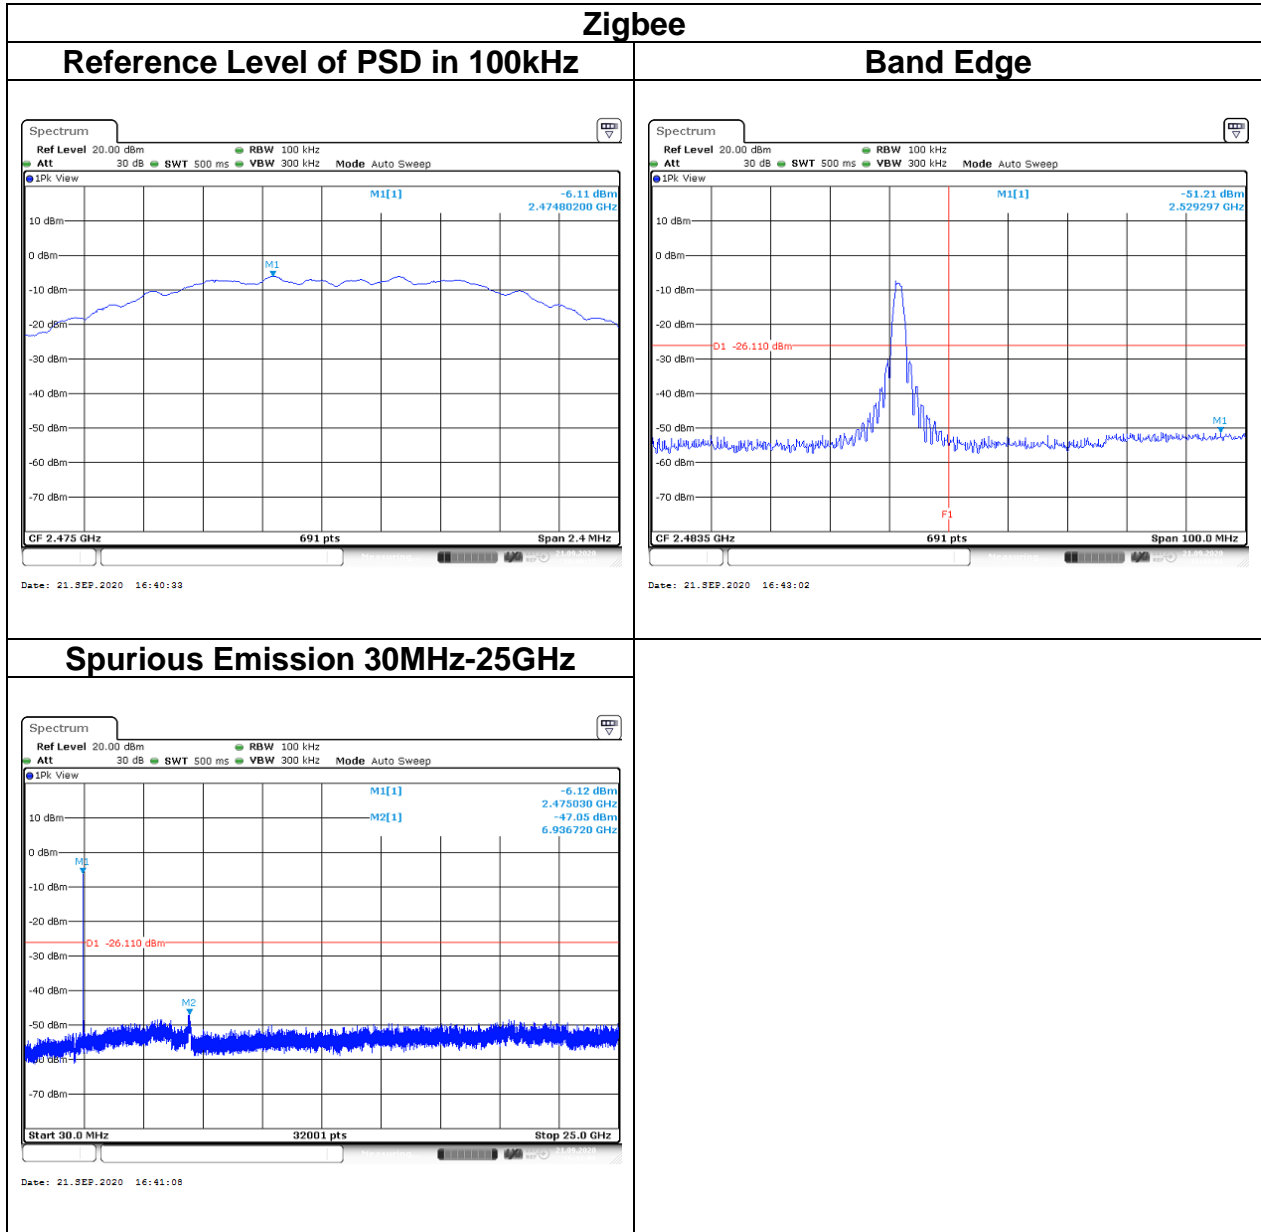 Zigbee
Reference Level of PSD in 100kHz
Band Edge
Spectrum
Ref Level 20.00 dBm RBW 100 kHz
Att 30 dB SWT 500 ms VBW 300 kHz Mode Auto Sweep
1Pk View
M1[1] -6.11 dBm
2.47480200 GHz
10 dBm
0 dBm
M1
-10 dBm
-20 dBm
-30 dBm
-40 dBm
-50 dBm
-60 dBm
-70 dBm
CF 2.475 GHz 691 pts Span 2.4 MHz
Date: 21.SEP.2020 16:40:33
Spectrum
Ref Level 20.00 dBm RBW 100 kHz
Att 30 dB SWT 500 ms VBW 300 kHz Mode Auto Sweep
1Pk View
M1[1] -51.21 dBm
2.529297 GHz
10 dBm
0 dBm
-10 dBm
-20 dBm
D1 -26.110 dBm
-30 dBm
-40 dBm
M1
-50 dBm
-60 dBm
-70 dBm
F1
CF 2.4835 GHz 691 pts Span 100.0 MHz
Date: 21.SEP.2020 16:43:02
Spurious Emission 30MHz-25GHz
Spectrum
Ref Level 20.00 dBm RBW 100 kHz
Att 30 dB SWT 500 ms VBW 300 kHz Mode Auto Sweep
1Pk View
M1[1] -6.12 dBm
2.475030 GHz
10 dBm M2[1] -47.05 dBm
6.936720 GHz
0 dBm
M1
-10 dBm
-20 dBm
D1 -26.110 dBm
-30 dBm
-40 dBm
M2
-50 dBm
-60 dBm
-70 dBm
Start 30.0 MHz 32001 pts Stop 25.0 GHz
Date: 21.SEP.2020 16:41:08